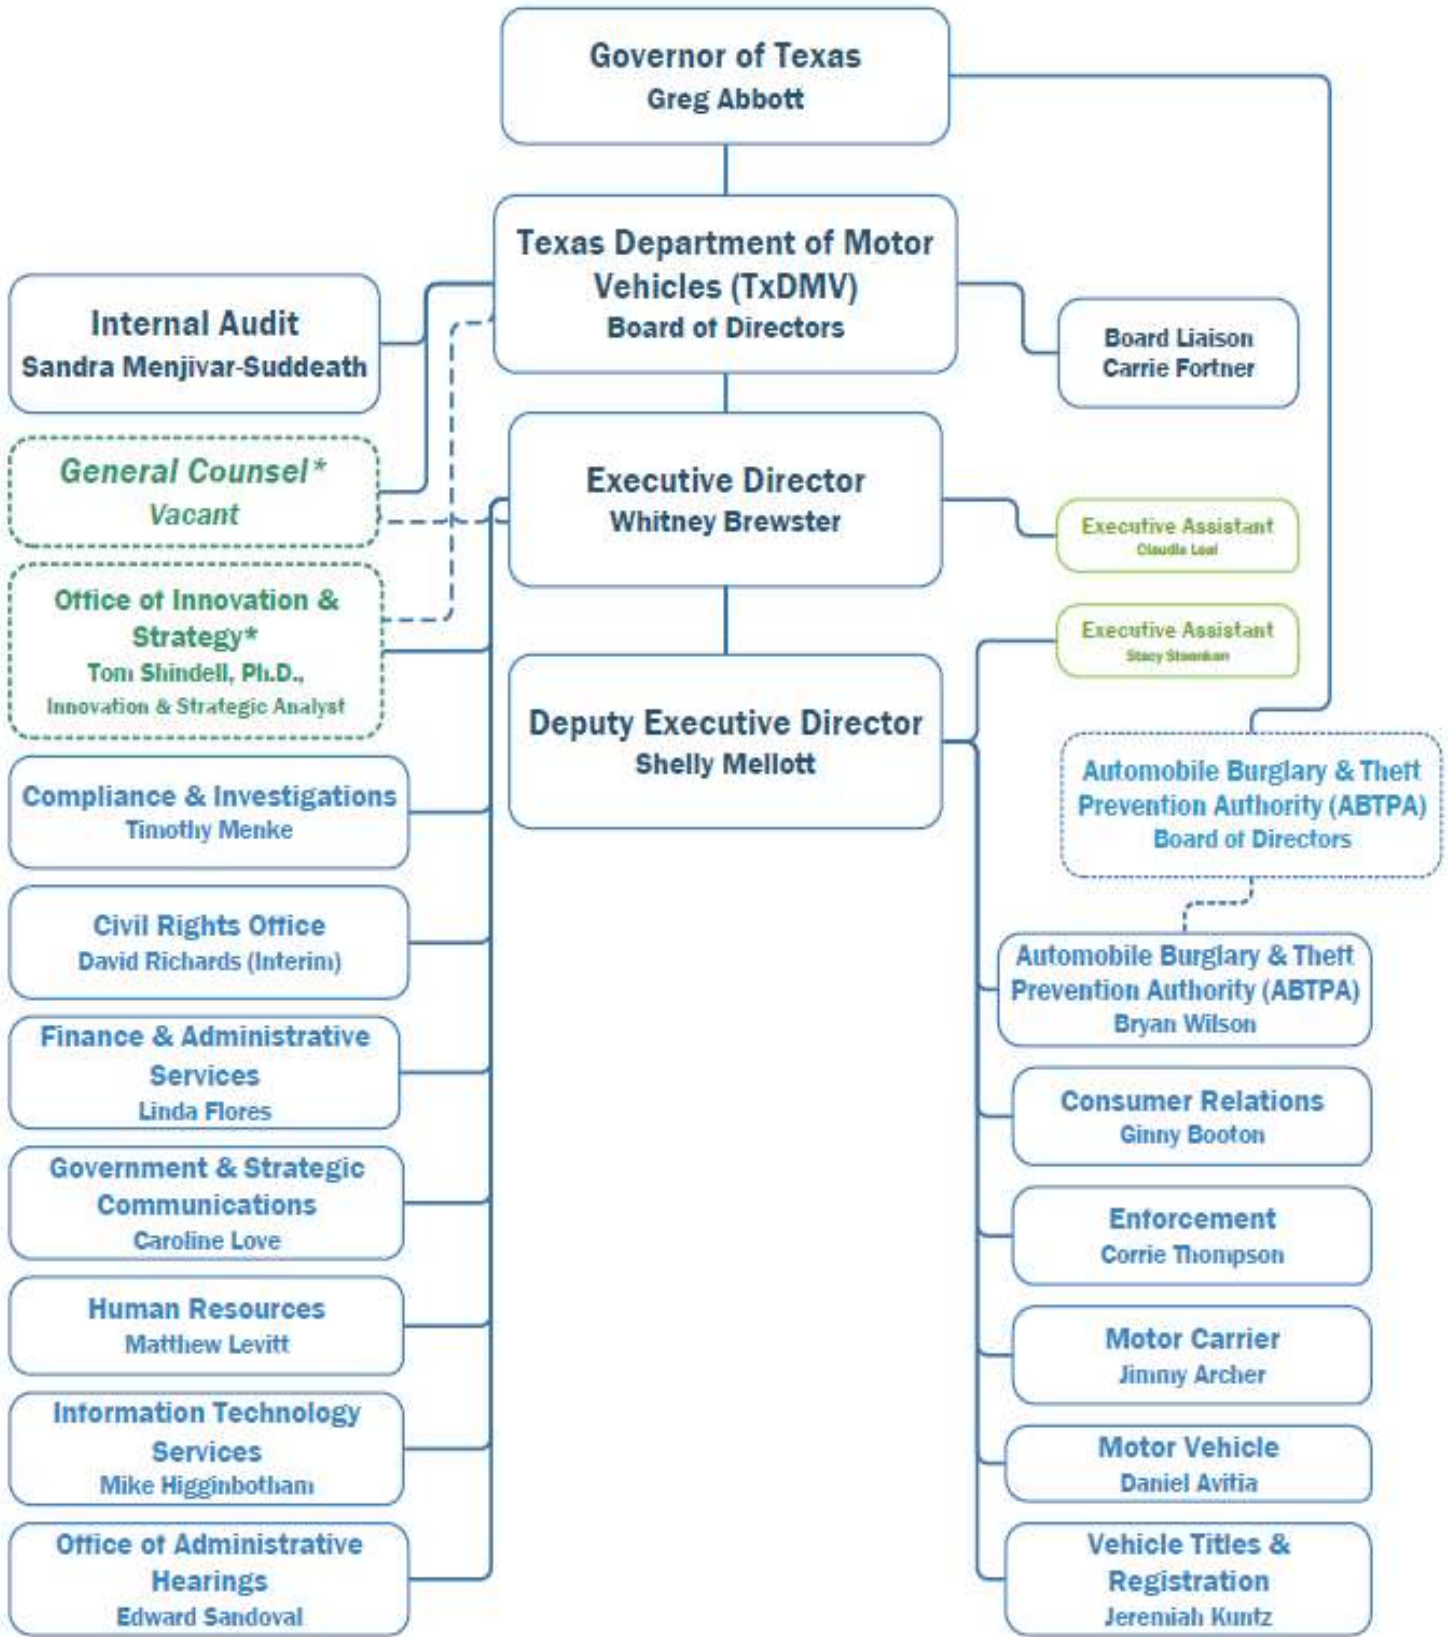 Governor of Texas
Greg Abbott
Texas Department of Motor
Vehicles (TxDMV)
Board of Directors
Internal Audit
Sandra Menjivar-Suddeath
Board Liaison
Carrie Fortner
General Counsel*
Vacant
Executive Director
Whitney Brewster
Executive Assistant
Claudia Leal
Office of Innovation &
Strategy*
Tom Shindell, Ph.D.,
Innovation & Strategic Analyst
Executive Assistant
Stacy
Deputy Executive Director
Shelly Mellott
Automobile Burglary & Theft
Prevention Authority (ABTPA)
Board of Directors
Compliance & Investigations
Timothy Menke
Civil Rights Office
David Richards (Interim)
Automobile Burglary & Theft
Prevention Authority (ABTPA)
Bryan Wilson
Finance & Administrative
Services
Linda Flores
Consumer Relations
Ginny Booton
Government & Strategic
Communications
Caroline Love
Enforcement
Corrie Thompson
Human Resources
Matthew Levitt
Motor Carrier
Jimmy Archer
Information Technology
Services
Mike Higginbotham
Motor Vehicle
Daniel Avitia
Office of Administrative
Hearings
Edward Sandoval
Vehicle Titles &
Registration
Jeremiah Kuntz